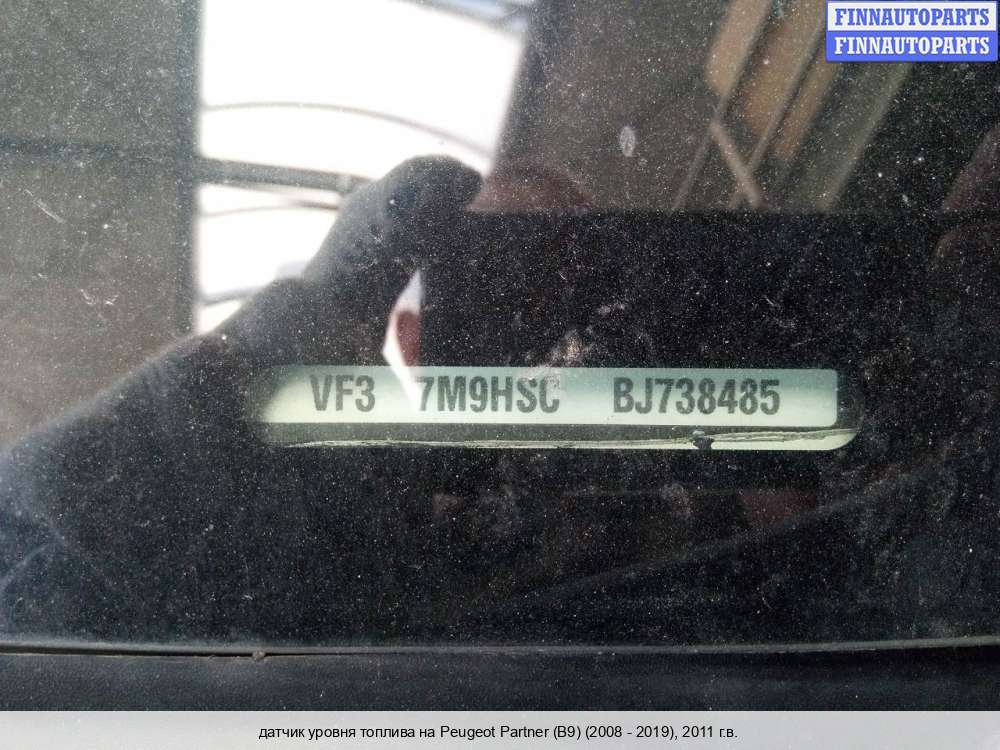 FINNAUTOPARTS
FINNAUTOPARTS
VF3 7M9HSC BJ738485
датчик уровня топлива на Peugeot Partner (B9) (2008 - 2019), 2011 г.в.